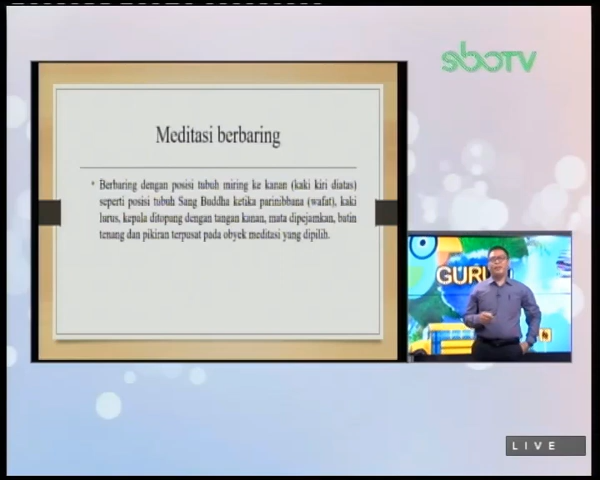 sboTV
Meditasi berbaring
• Berbaring dengan posisi tubuh miring ke kanan (kaki kiri diatas)
seperti posisi tubuh Sang Buddha ketika parinibbana (wafat), kaki
lurus, kepala ditopang dengan tangan kanan, mata dipejamkan, batin
tenang dan pikiran terpusat pada obyek meditasi yang dipilih.
GURU
LIVE